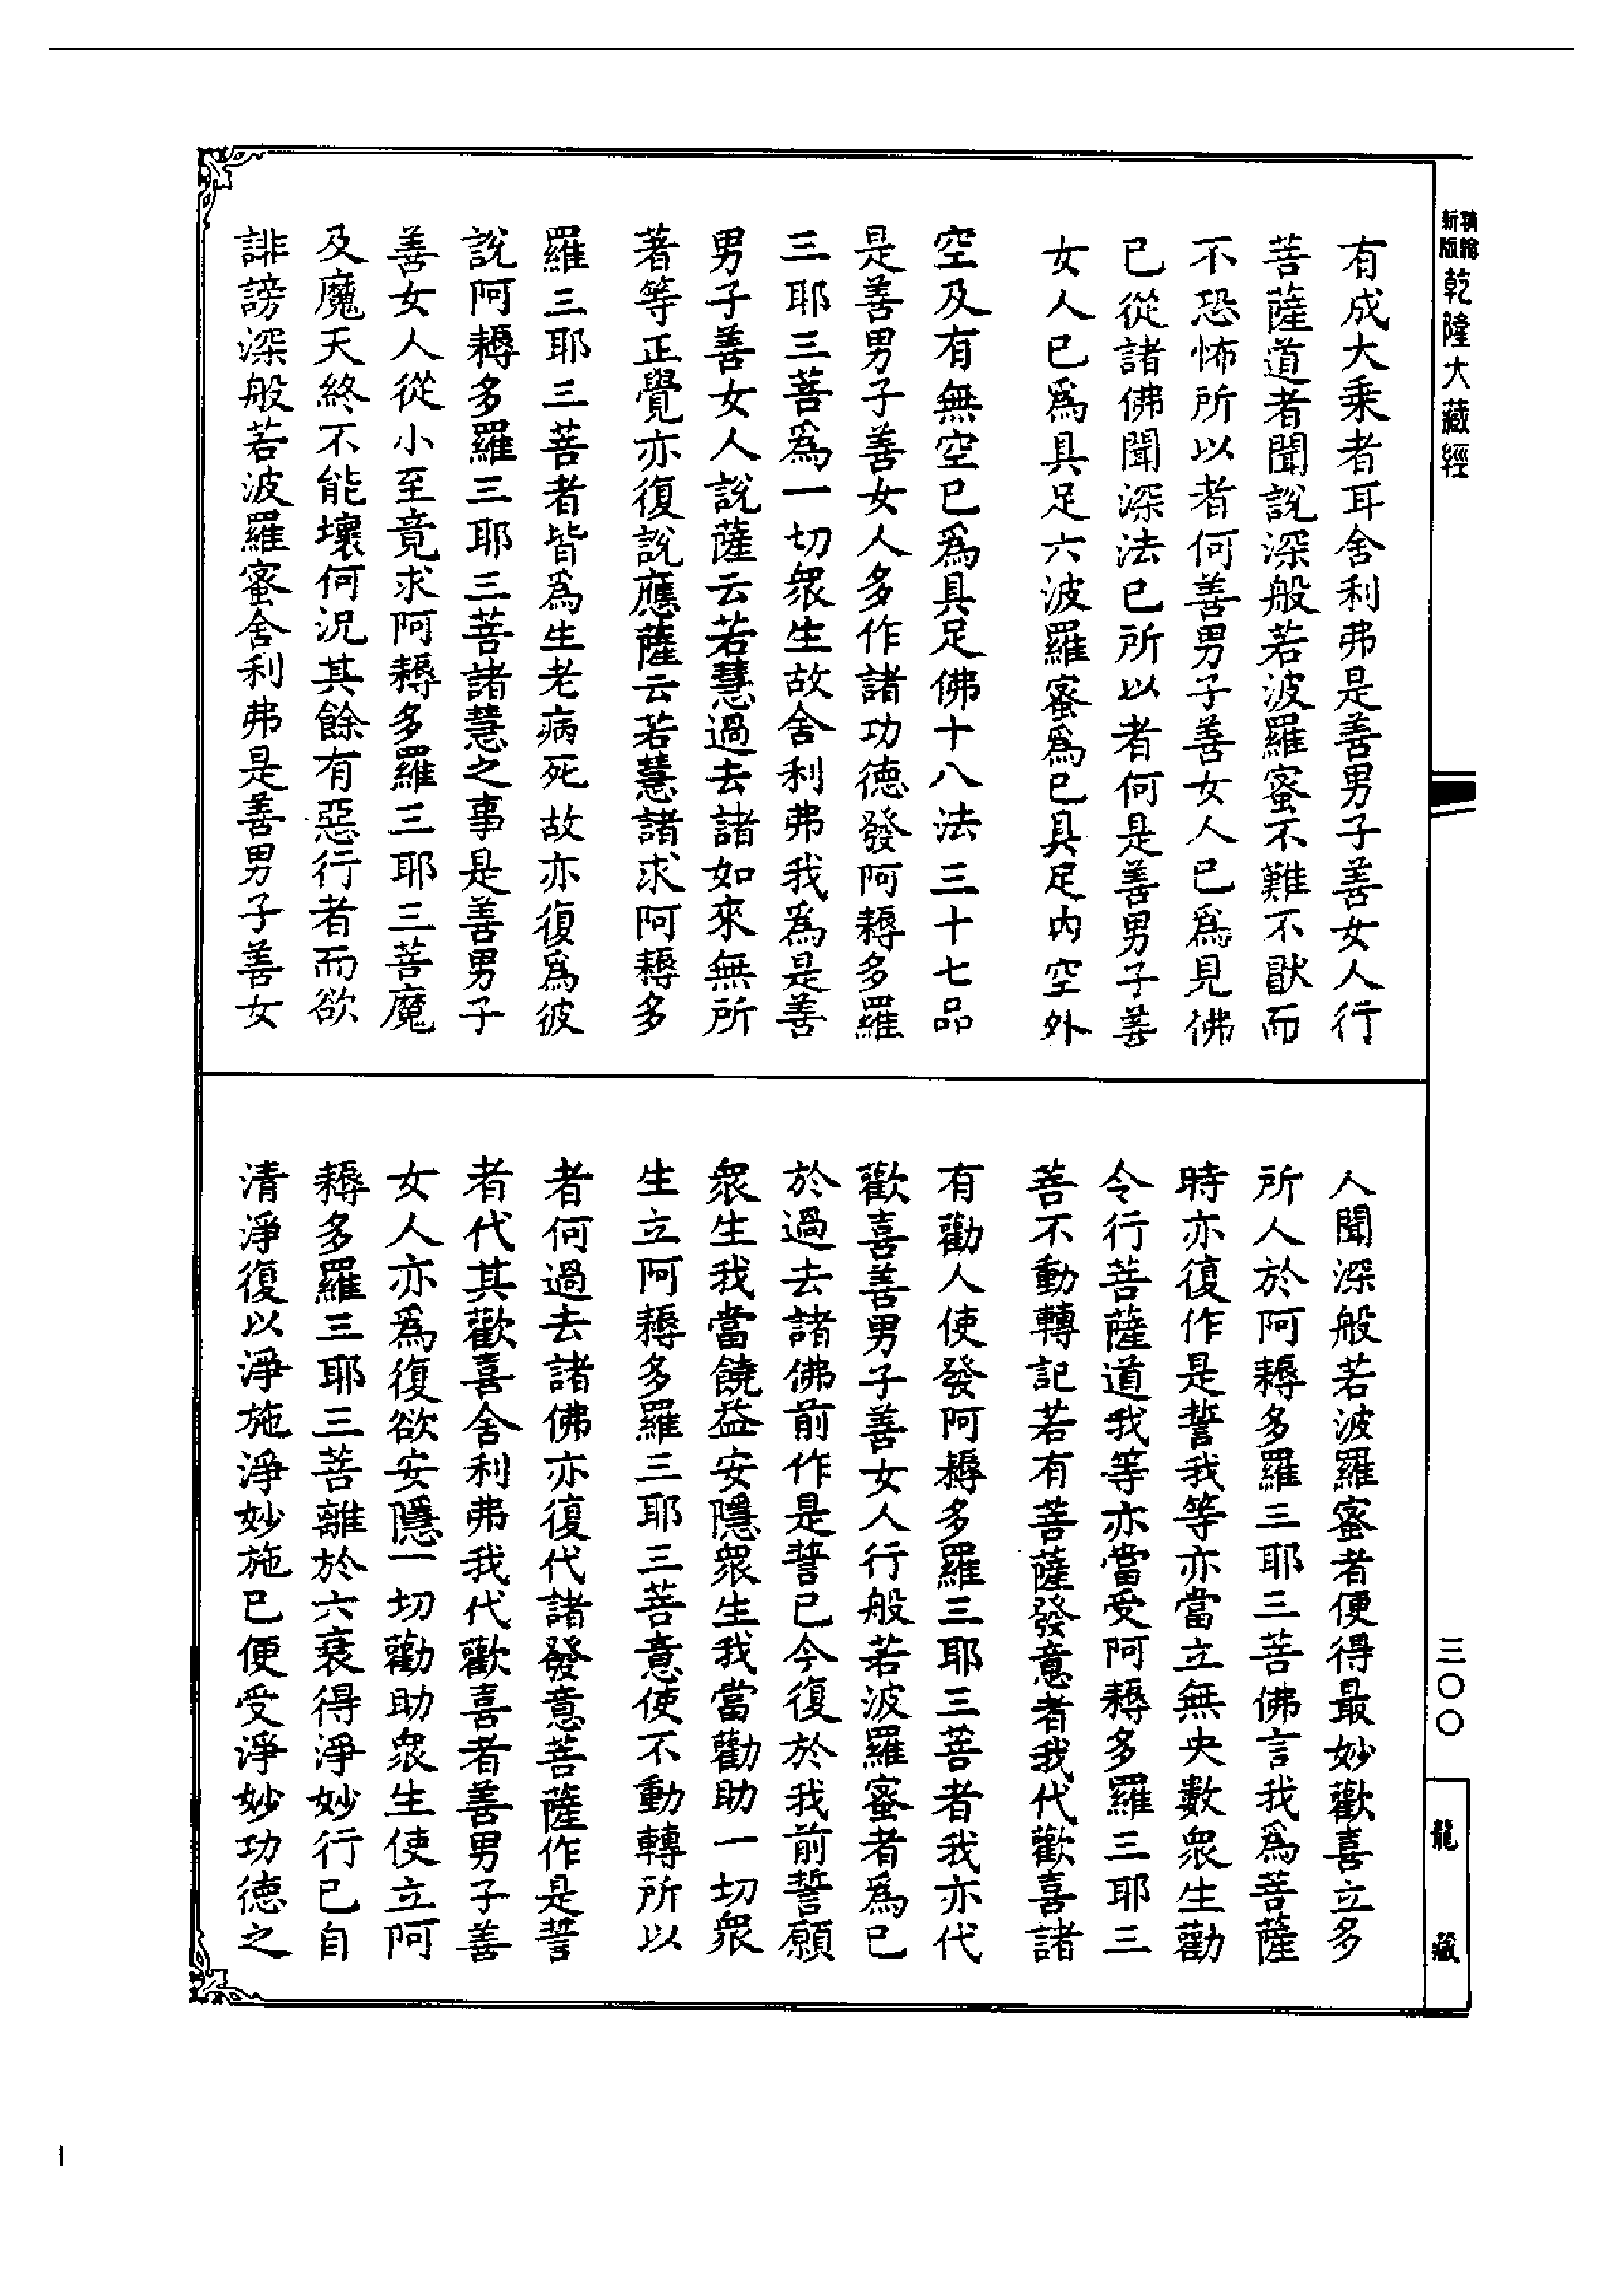 新版 精縮 乾隆大藏經
三〇〇
龍藏
有成大乘者耳舍利弗是善男子善女人行
菩薩道者聞說深般若波羅蜜不難不猒而
不恐怖所以者何善男子善女人已爲見佛
已從諸佛聞深法已所以者何是善男子善
女人已爲具足六波羅蜜爲已具足內空外
空及有無空已爲具足佛十八法三十七品
是善男子善女人多作諸功德發阿耨多羅
三耶三菩爲一切衆生故舍利弗我爲是善
男子善女人說薩云若慧過去諸如來無所
著等正覺亦復說應薩云若慧諸求阿耨多
羅三耶三菩者皆爲生老病死故亦復爲彼
說阿耨多羅三耶三菩諸慧之事是善男子
善女人從小至竟求阿耨多羅三耶三菩魔
及魔天終不能壞何況其餘有惡行者而欲
誹謗深般若波羅蜜舍利弗是善男子善女
人聞深般若波羅蜜者便得最妙歡喜立多
所人於阿耨多羅三耶三菩佛言我爲菩薩
時亦復作是誓我等亦當立無央數衆生勸
令行菩薩道我等亦當受阿耨多羅三耶三
菩不動轉記若有菩薩發意者我代歡喜諸
有勸人使發阿耨多羅三耶三菩者我亦代
歡喜善男子善女人行般若波羅蜜者爲已
於過去諸佛前作是誓已今復於我前誓願
衆生我當饒益安隱衆生我當勸助一切衆
生立阿耨多羅三耶三菩意使不動轉所以
者何過去諸佛亦復代諸發意菩薩作是誓
者代其歡喜舍利弗我代歡喜者善男子善
女人亦爲復欲安隱一切勸助衆生使立阿
耨多羅三耶三菩離於六衰得淨妙行已自
清淨復以淨施淨妙施已便受淨妙功德之